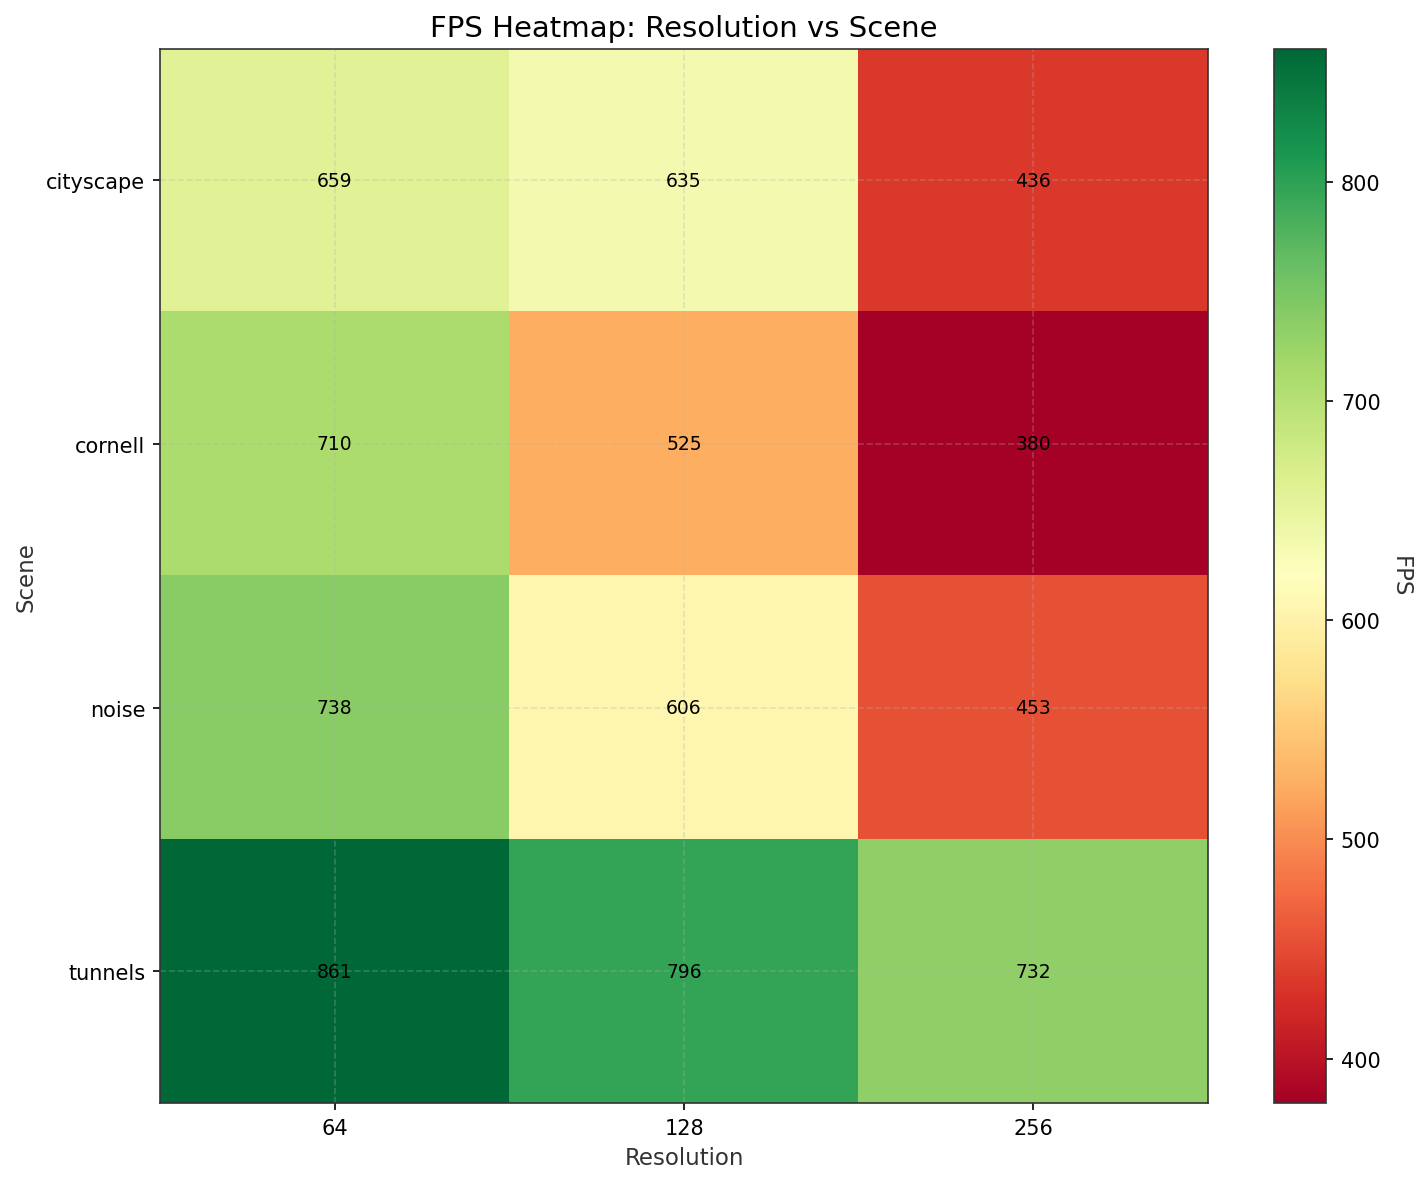 FPS Heatmap: Resolution vs Scene
cityscape
659
635
436
cornell
710
525
380
noise
738
606
453
tunnels
861
796
732
64
128
256
Resolution
Scene
800
700
600
500
400
FPS